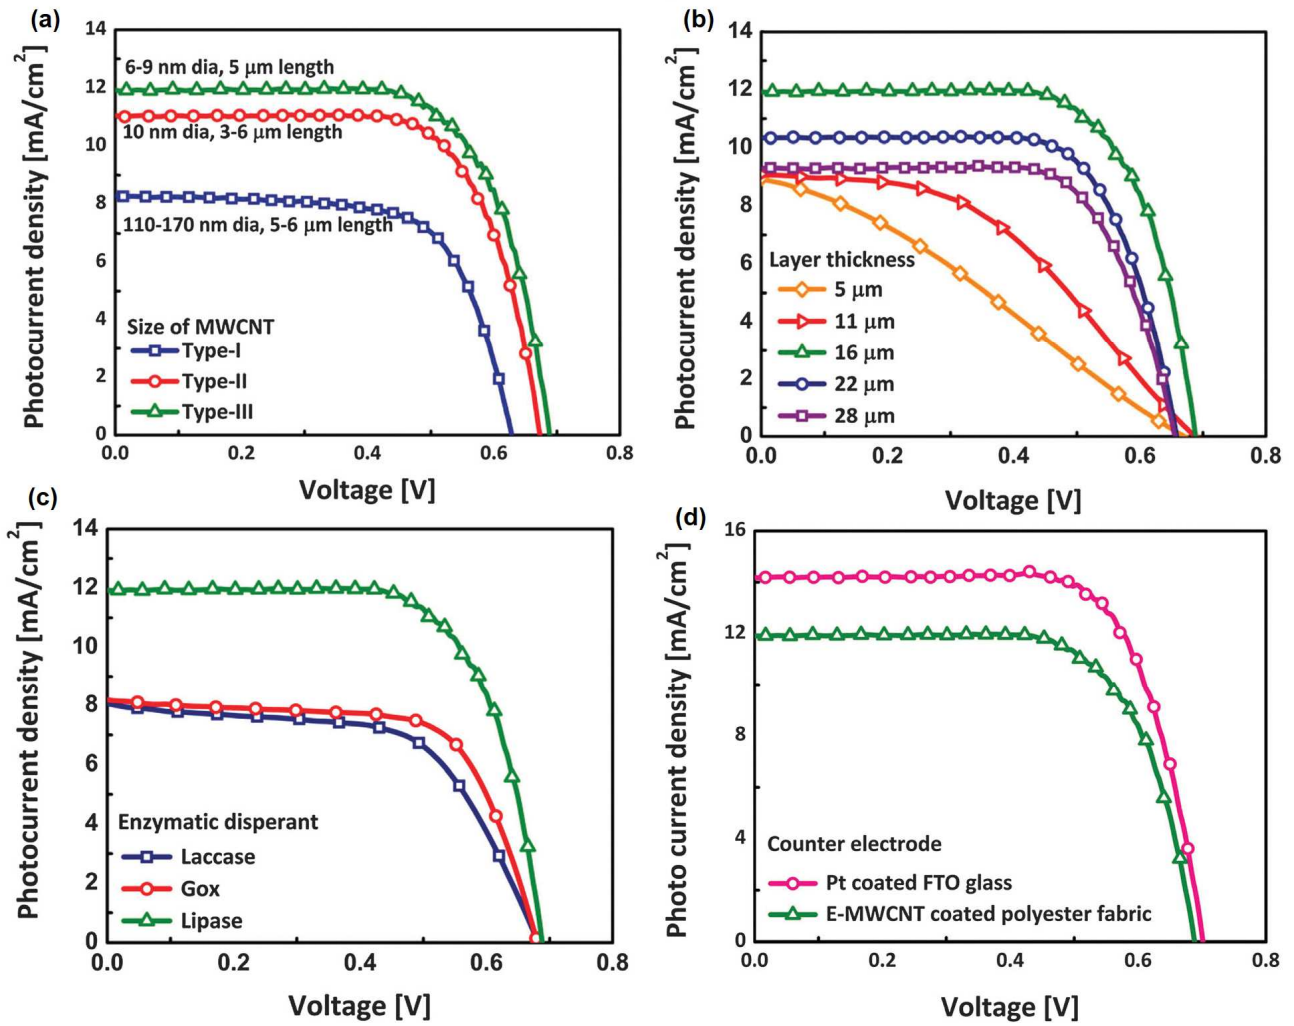 (a)
Photocurrent density [mA/cm2]
14
12
10
8
6
4
2
0
6-9 nm dia, 5 μm length
10 nm dia, 3-6 μm length
110-170 nm dia, 5-6 μm length
Size of MWCNT
Type-I
Type-II
Type-III
0.0 0.2 0.4 0.6 0.8
Voltage [V]
(b)
Photocurrent density [mA/cm2]
14
12
10
8
6
4
2
0
Layer thickness
5 μm
11 μm
16 μm
22 μm
28 μm
0.0 0.2 0.4 0.6 0.8
Voltage [V]
(c)
Photocurrent density [mA/cm2]
14
12
10
8
6
4
2
0
Enzymatic disperant
Laccase
Gox
Lipase
0.0 0.2 0.4 0.6 0.8
Voltage [V]
(d)
Photo current density [mA/cm2]
16
12
8
4
0
Counter electrode
Pt coated FTO glass
E-MWCNT coated polyester fabric
0.0 0.2 0.4 0.6 0.8
Voltage [V]